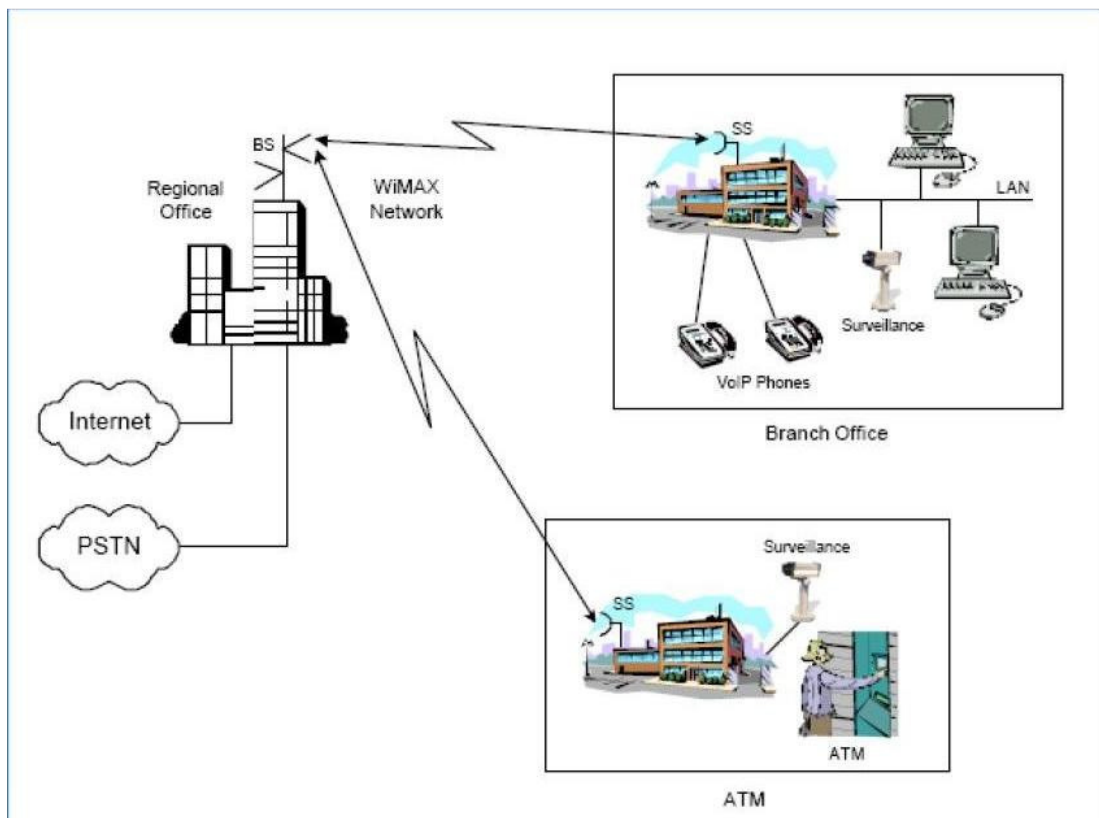 BS
Regional
Office
WiMAX
Network
Internet
PSTN
SS
LAN
Surveillance
VoIP Phones
Branch Office
Surveillance
SS
ATM
ATM